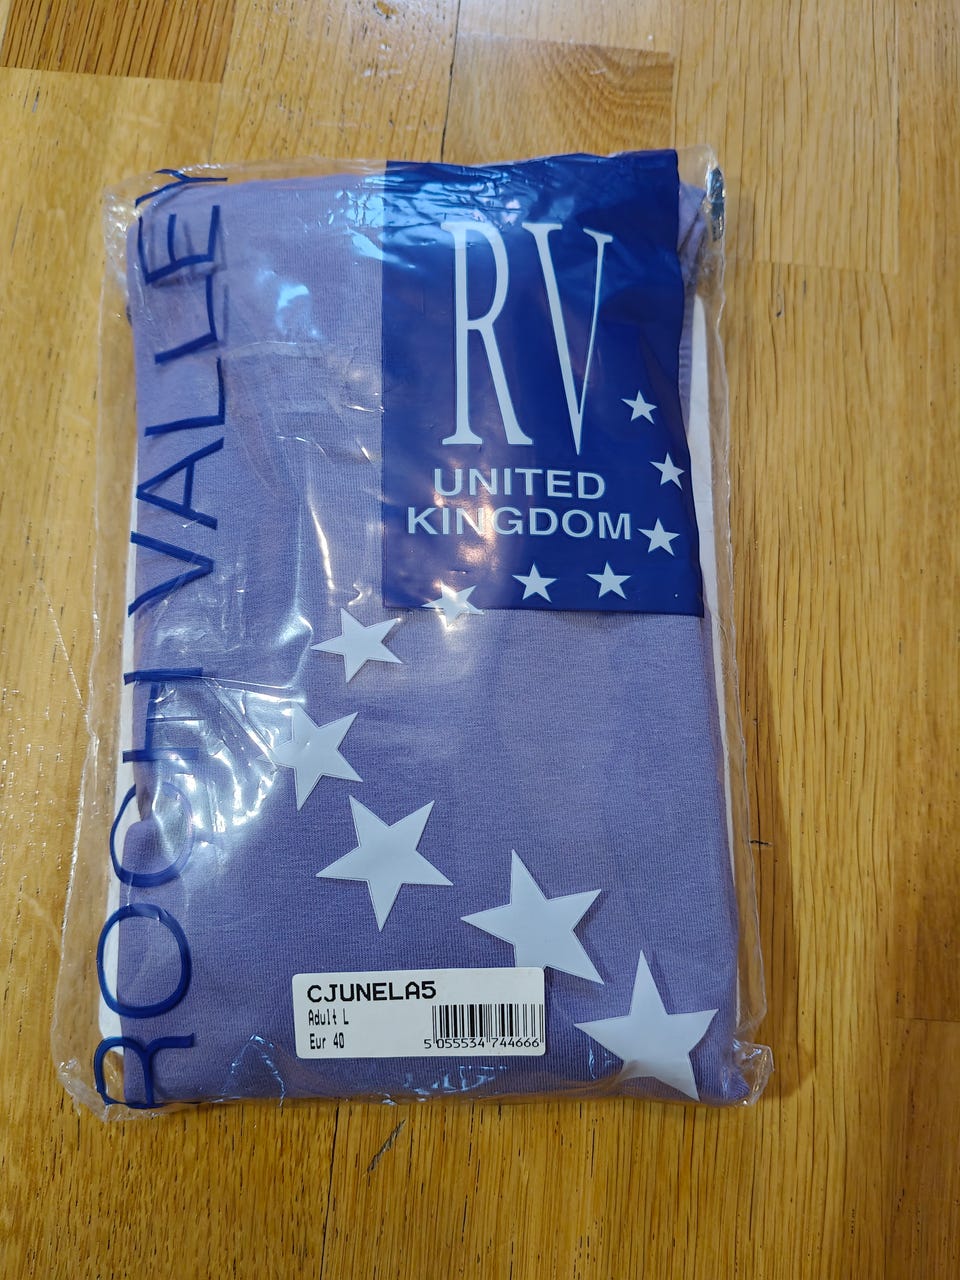 ROCH VALLEY
RV
UNITED
KINGDOM
CJUNELA5
Adult L
Eur 40
5 055534 744666